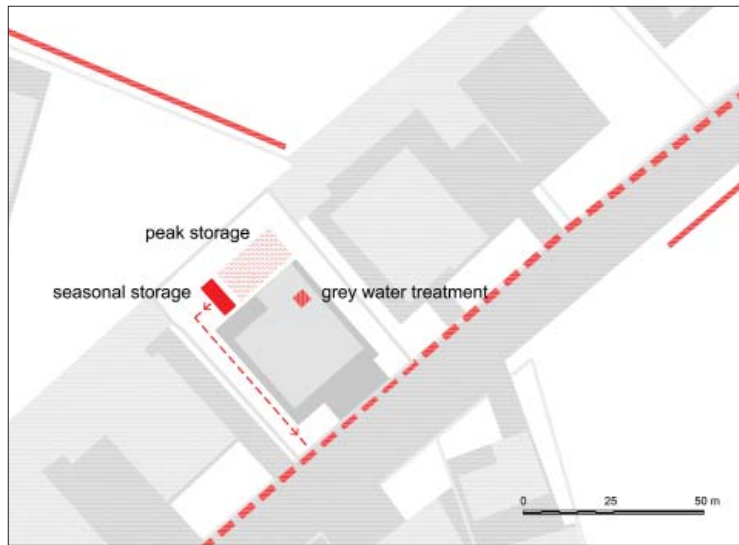 peak storage
seasonal storage
grey water treatment
0 25 50 m